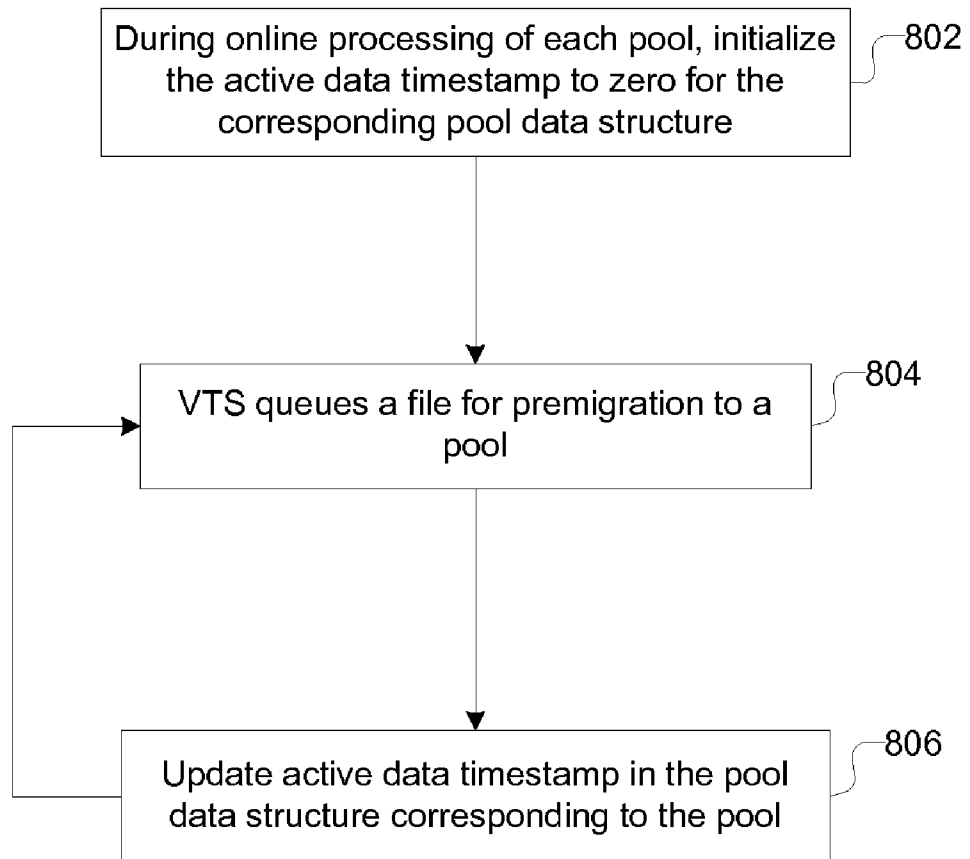 During online processing of each pool, initialize
the active data timestamp to zero for the
corresponding pool data structure
802
VTS queues a file for premigration to a
pool
804
Update active data timestamp in the pool
data structure corresponding to the pool
806